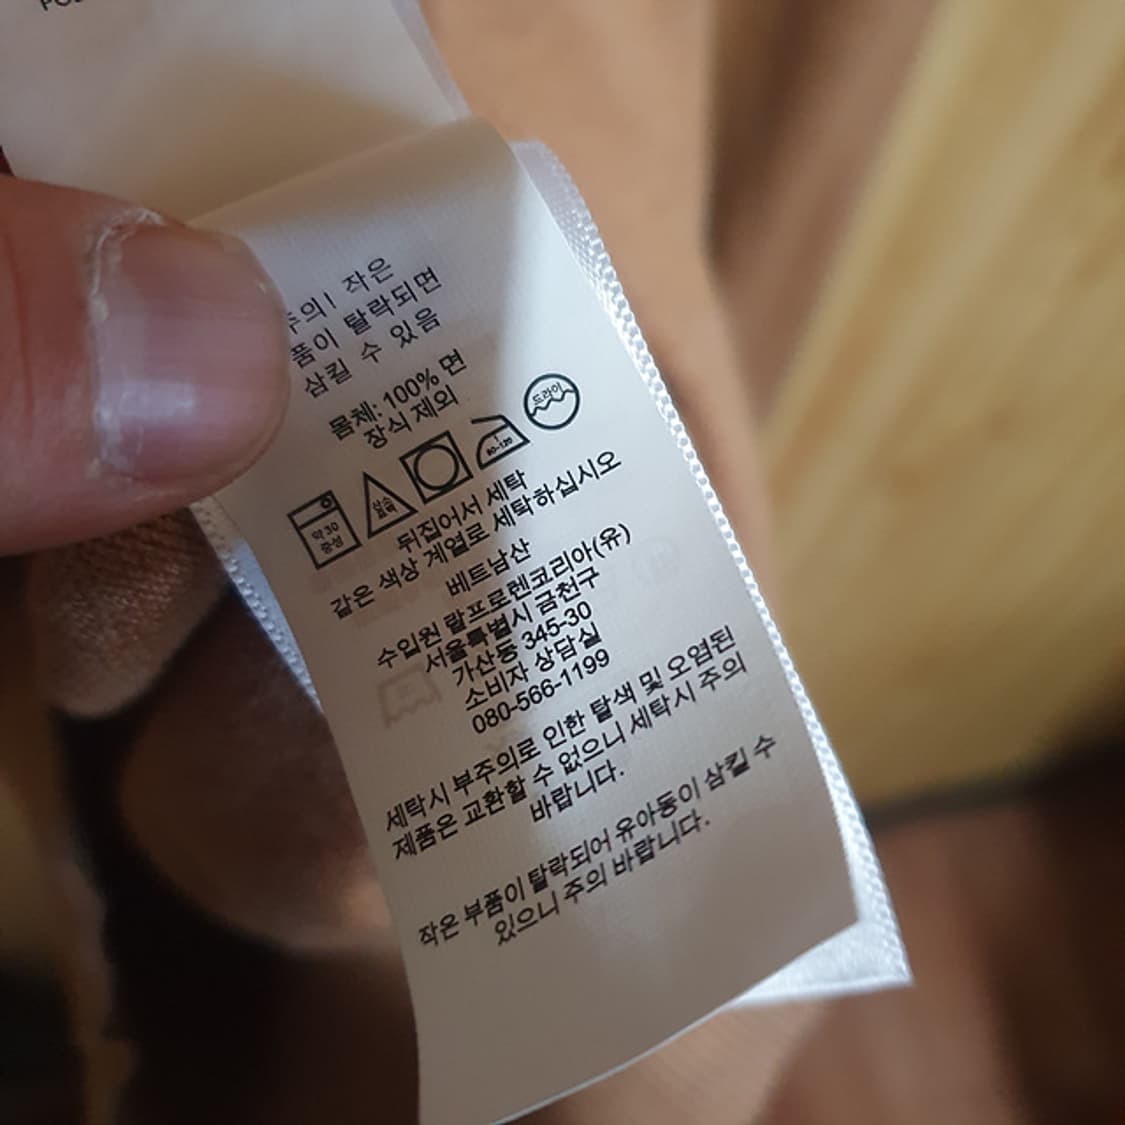 주의! 작은
부품이 탈락되면
삼킬 수 있음
몸체: 100% 면
장식 제외
약 30
중성
80~120
드라이
뒤집어서 세탁
같은 색상 계열로 세탁하십시오
베트남산
수입원 랄프로렌코리아(유)
서울특별시 금천구
가산동 345-30
소비자 상담실
080-566-1199
세탁시 부주의로 인한 탈색 및 오염된
제품은 교환할 수 없으니 세탁시 주의
바랍니다.
작은 부품이 탈락되어 유아동이 삼킬 수
있으니 주의 바랍니다.